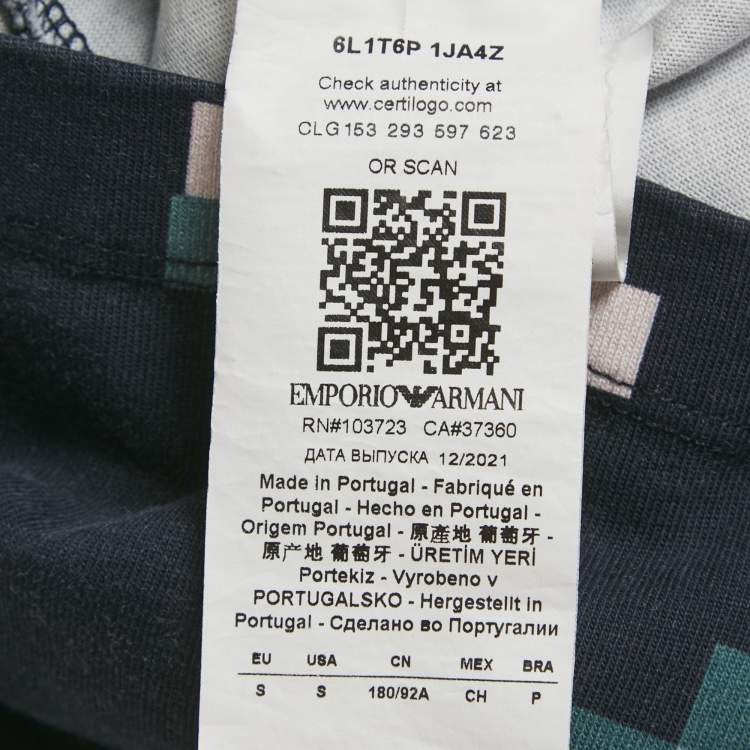 6L1T6P 1JA4Z
Check authenticity at
www.certilogo.com
CLG 153 293 597 623
OR SCAN
EMPORIO ARMANI
RN#103723 CA#37360
ДАТА ВЫПУСКА 12/2021
Made in Portugal - Fabriqué en
Portugal - Hecho en Portugal -
Origem Portugal - 原產地 葡萄牙 -
原产地 葡萄牙 - ÜRETİM YERİ
Portekiz - Vyrobeno v
PORTUGALSKO - Hergestellt in
Portugal - Сделано во Португалии
EU USA CN MEX BRA
S S 180/92A CH P